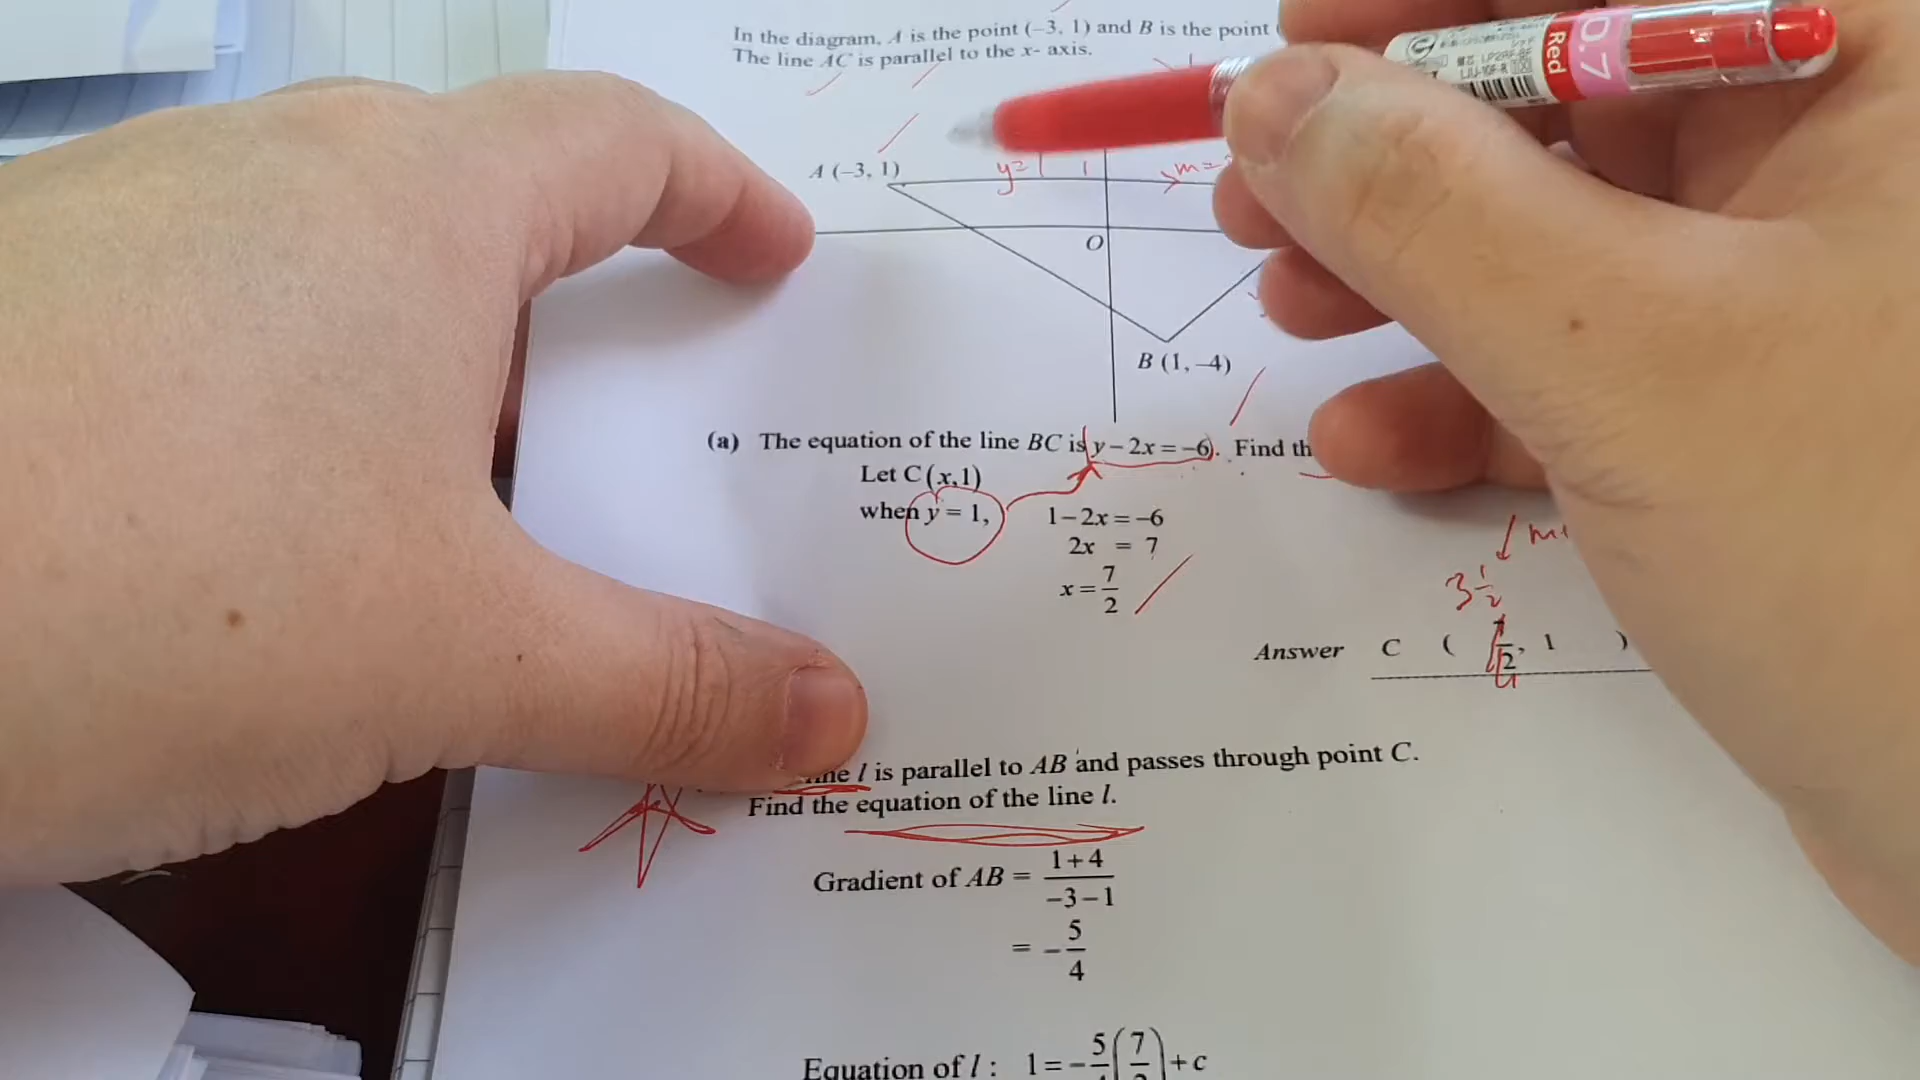 In the diagram, A is the point (−3, 1) and B is the point (
The line AC is parallel to the x- axis.
0.7
Red
A (−3, 1)
y=1
1
m=
O
B (1, −4)
(a) The equation of the line BC is y − 2x = −6. Find th
Let C (x,1)
when y = 1,
1 − 2x = −6
2x = 7
x = 7/2
3 1/2
Answer C ( 7/2, 1 )
l is parallel to AB and passes through point C.
Find the equation of the line l.
Gradient of AB = (1+4)/(−3−1)
= −5/4
Equation of l : 1 = −5/4(7/2) + c